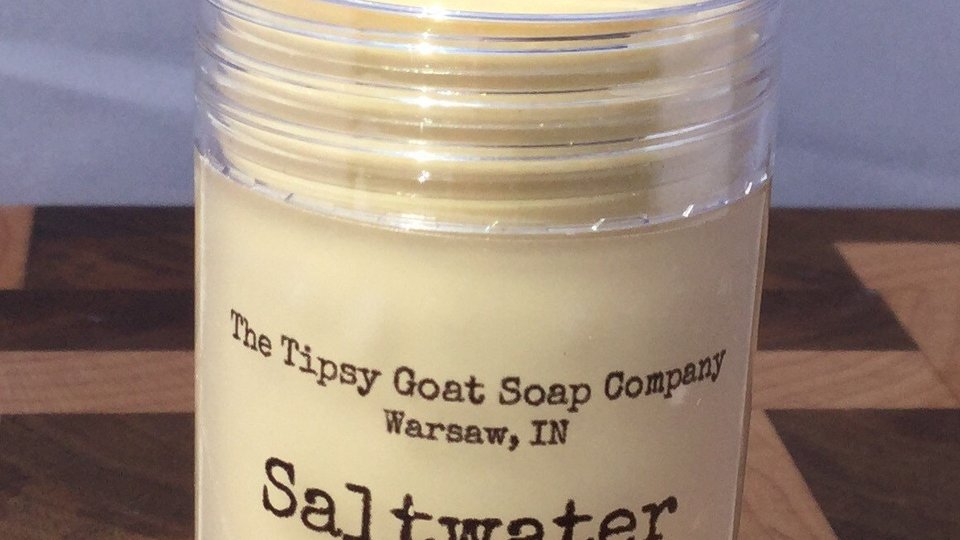 The Tipsy Goat Soap Company
Warsaw, IN
Saltwater